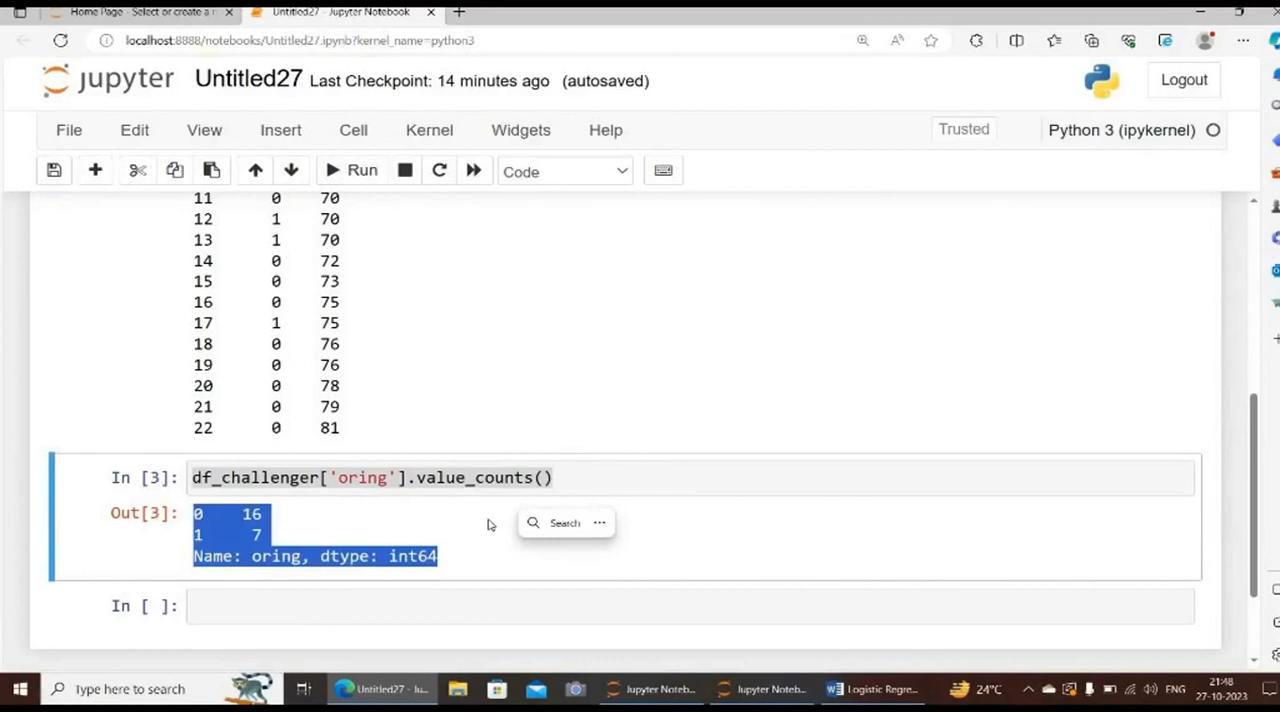 Home Page - Select or create a n
Untitled27 - Jupyter Notebook
localhost:8888/notebooks/Untitled27.ipynb?kernel_name=python3
jupyter Untitled27 Last Checkpoint: 14 minutes ago (autosaved)
Logout
File Edit View Insert Cell Kernel Widgets Help
Trusted
Python 3 (ipykernel)
Run
Code
11 0 70
12 1 70
13 1 70
14 0 72
15 0 73
16 0 75
17 1 75
18 0 76
19 0 76
20 0 78
21 0 79
22 0 81
In [3]: df_challenger['oring'].value_counts()
Out[3]: 0 16
1 7
Name: oring, dtype: int64
Search
In [ ]:
Type here to search
Untitled27 - Ju...
Jupyter Noteb...
Jupyter Noteb...
Logistic Regre...
24°C
ENG
21:48
27-10-2023